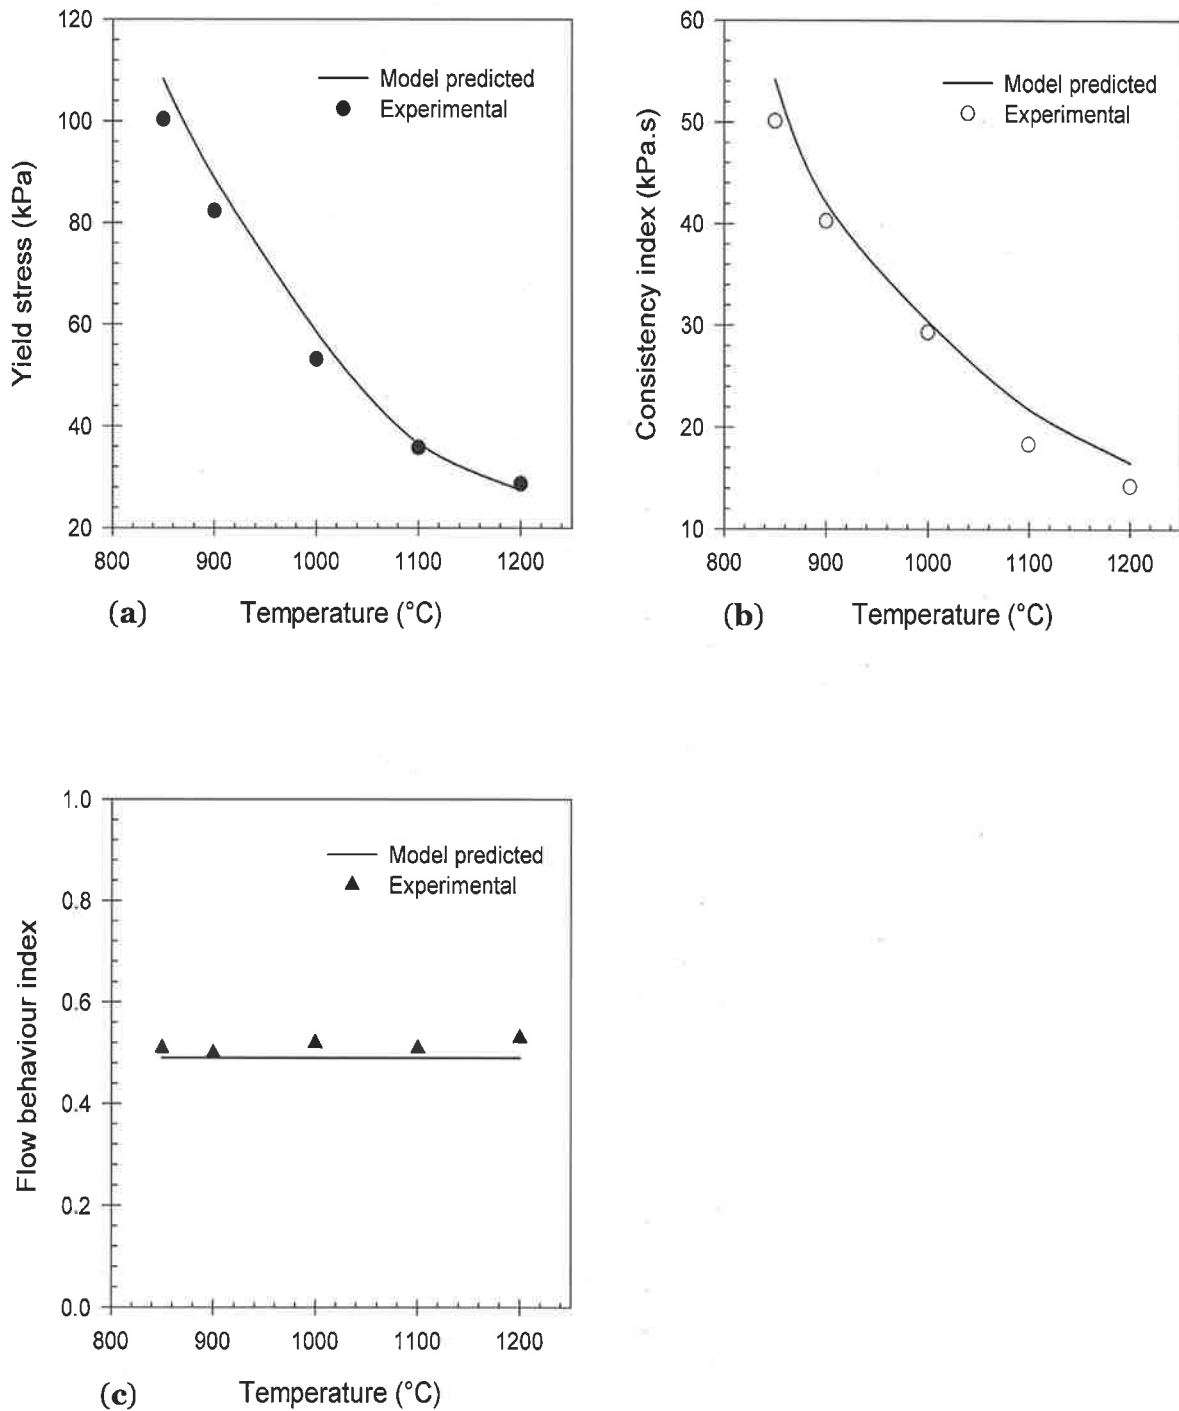 120
100
80
60
40
20
Yield stress (kPa)
Model predicted
Experimental
800 900 1000 1100 1200
(a) Temperature (°C)
60
50
40
30
20
10
Consistency index (kPa.s)
Model predicted
Experimental
800 900 1000 1100 1200
(b) Temperature (°C)
1.0
0.8
0.6
0.4
0.2
0.0
Flow behaviour index
Model predicted
Experimental
800 900 1000 1100 1200
(c) Temperature (°C)